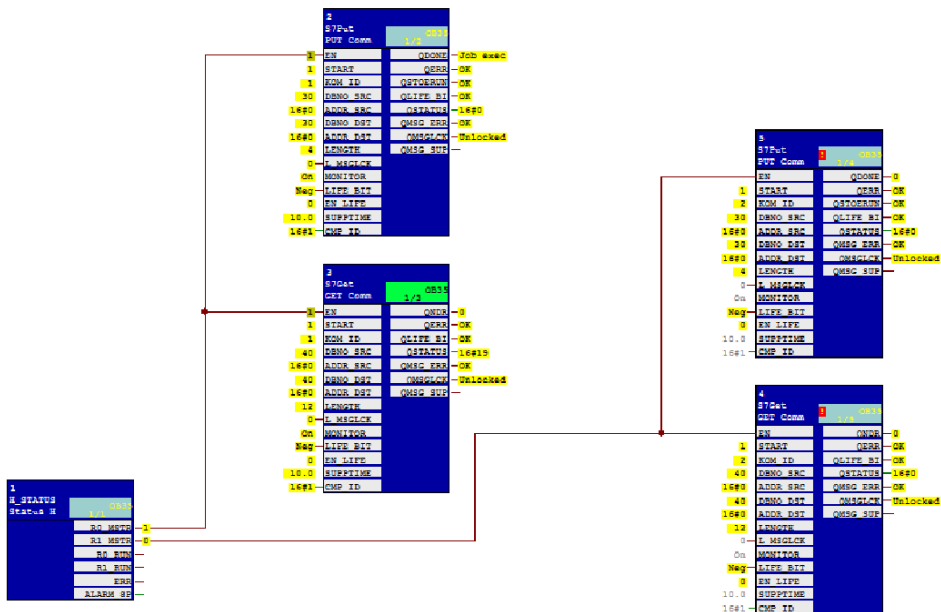 2
S7Put
PUT Comm
OB35
1/2
1 EN QDONE Job exec
1 START QERR OK
1 KOM_ID QSTOERUN OK
30 DBNO_SRC QLIFE_BI OK
16#0 ADDR_SRC QSTATUS 16#0
30 DBNO_DST QMSG_ERR OK
16#0 ADDR_DST QMSGLCK Unlocked
4 LENGTH QMSG_SUP
0 L_MSGLCK
On MONITOR
Neg LIFE_BIT
0 EN_LIFE
10.0 SUPPTIME
16#1 CMP_ID
3
S7Get
GET Comm
OB35
1/3
1 EN QNDR 0
1 START QERR OK
1 KOM_ID QLIFE_BI OK
40 DBNO_SRC QSTATUS 16#19
16#0 ADDR_SRC QMSG_ERR OK
40 DBNO_DST QMSGLCK Unlocked
16#0 ADDR_DST QMSG_SUP
12 LENGTH
0 L_MSGLCK
On MONITOR
Neg LIFE_BIT
0 EN_LIFE
10.0 SUPPTIME
16#1 CMP_ID
1
H_STATUS
Status H
OB35
1/1
R0_MSTR 1
R1_MSTR 0
R0_RUN
R1_RUN
ERR
ALARM_SP
5
S7Put
PUT Comm
! OB35
1/4
EN QDONE 0
1 START QERR OK
2 KOM_ID QSTOERUN OK
30 DBNO_SRC QLIFE_BI OK
16#0 ADDR_SRC QSTATUS 16#0
30 DBNO_DST QMSG_ERR OK
16#0 ADDR_DST QMSGLCK Unlocked
4 LENGTH QMSG_SUP
0 L_MSGLCK
On MONITOR
Neg LIFE_BIT
0 EN_LIFE
10.0 SUPPTIME
16#1 CMP_ID
4
S7Get
GET Comm
! OB35
1/5
EN QNDR 0
1 START QERR OK
2 KOM_ID QLIFE_BI OK
40 DBNO_SRC QSTATUS 16#0
16#0 ADDR_SRC QMSG_ERR OK
40 DBNO_DST QMSGLCK Unlocked
16#0 ADDR_DST QMSG_SUP
12 LENGTH
0 L_MSGLCK
On MONITOR
Neg LIFE_BIT
0 EN_LIFE
10.0 SUPPTIME
16#1 CMP_ID